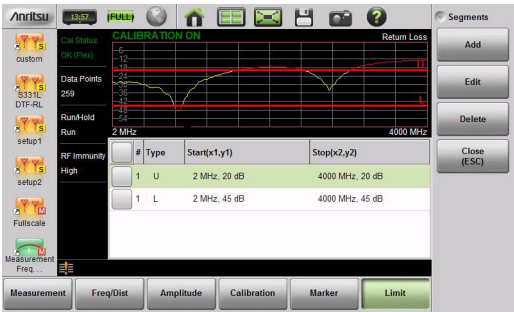 Anritsu 13:57 (FULL) ?
Segments
Cal Status
OK (Flex)
CALIBRATION ON
Return Loss
Data Points
259
Run/Hold
Run
RF Immunity
High
custom
S331L
DTF-RL
setup1
setup2
Fullscale
Measurement
Freq. . .
6
12
18
24
36
42
48
54
U
L
2 MHz
4000 MHz
# Type Start(x1,y1) Stop(x2,y2)
1 U 2 MHz, 20 dB 4000 MHz, 20 dB
1 L 2 MHz, 45 dB 4000 MHz, 45 dB
Add
Edit
Delete
Close
(ESC)
Measurement Freq/Dist Amplitude Calibration Marker Limit